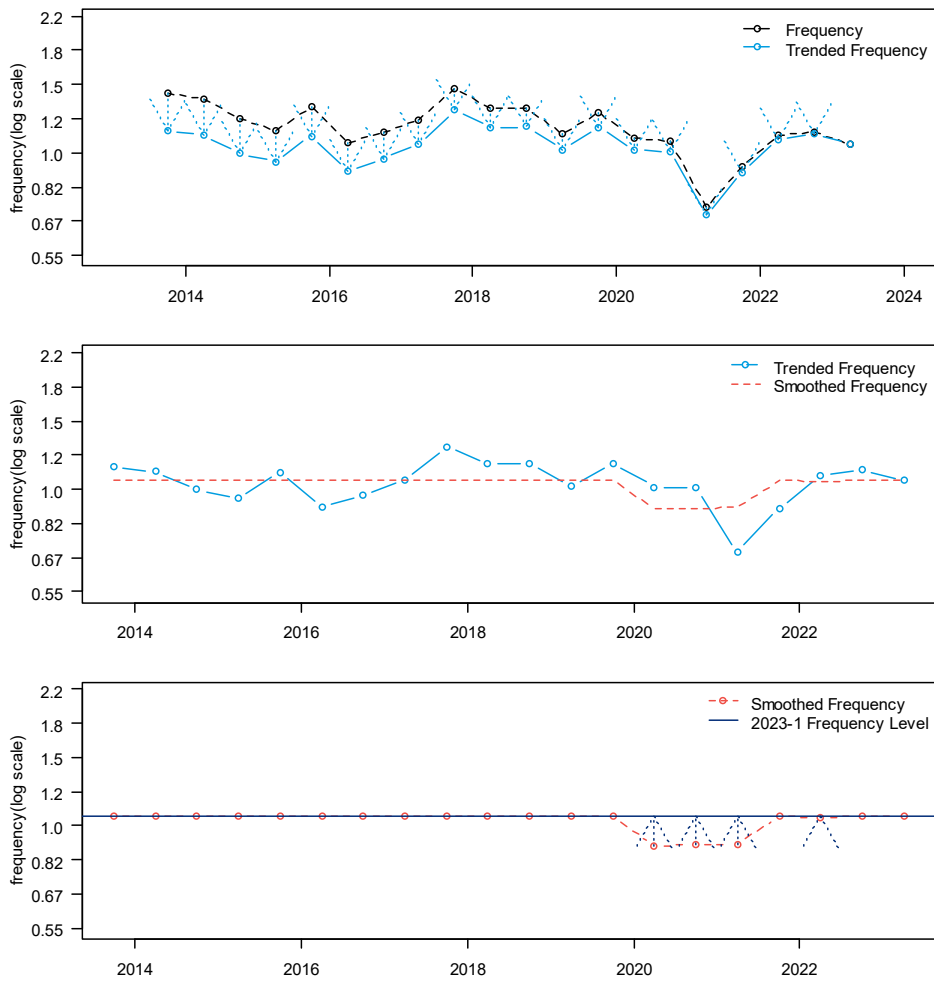 2.2
1.8
1.5
1.2
1.0
0.82
0.67
0.55
frequency(log scale)
Frequency
Trended Frequency
2014 2016 2018 2020 2022 2024
2.2
1.8
1.5
1.2
1.0
0.82
0.67
0.55
frequency(log scale)
Trended Frequency
Smoothed Frequency
2014 2016 2018 2020 2022
2.2
1.8
1.5
1.2
1.0
0.82
0.67
0.55
frequency(log scale)
Smoothed Frequency
2023-1 Frequency Level
2014 2016 2018 2020 2022